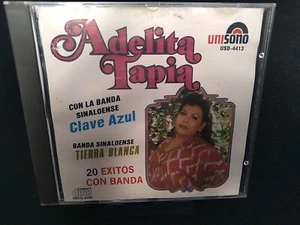 Adelita
Tapia
UNISONO
USD-4413
CON LA BANDA
SINALOENSE
Clave Azul
BANDA SINALOENSE
TIERRA BLANCA
20 EXITOS
CON BANDA